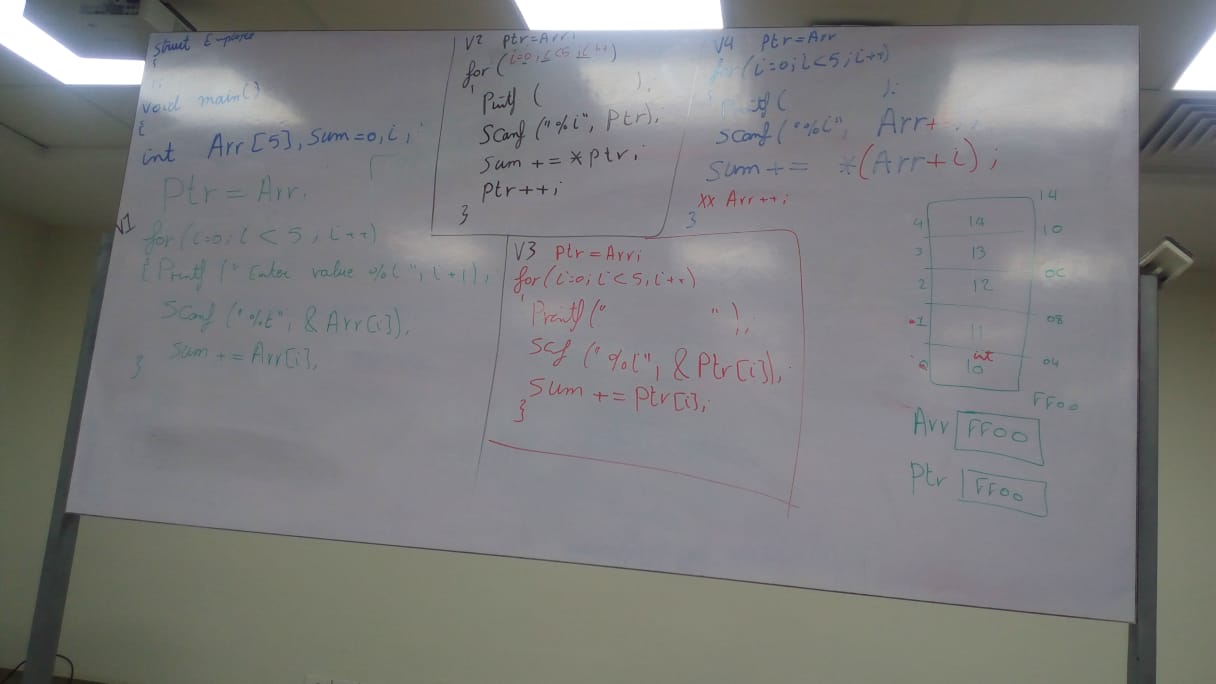 Struct Employee
{
};
void main()
{
int Arr[5], Sum=0, i,
Ptr = Arr;
V1
for(i=0; i<5; i++)
{ Printf ("Enter value %i", i+1);
Scanf ("%i", & Arr[i]);
Sum += Arr[i];
}
V2 Ptr=Arr;
for (i=0; i<5; i++)
Printf ( );
Scanf ("%i", Ptr);
Sum += *Ptr;
Ptr++;
}
V3 Ptr=Arr;
for(i=0; i<5; i++)
Printf (" ");
Scf ("%i", & Ptr[i]);
Sum += Ptr[i];
}
V4 Ptr=Arr
for(i=0; i<5; i++)
{ Printf ( );
Scanf ("%i", Arr+
Sum += *(Arr+i);
xx Arr++;
}
14
4 14
10
3 13
0C
2 12
08
1 11
int
04
0 10
FF00
Arr FF00
Ptr FF00